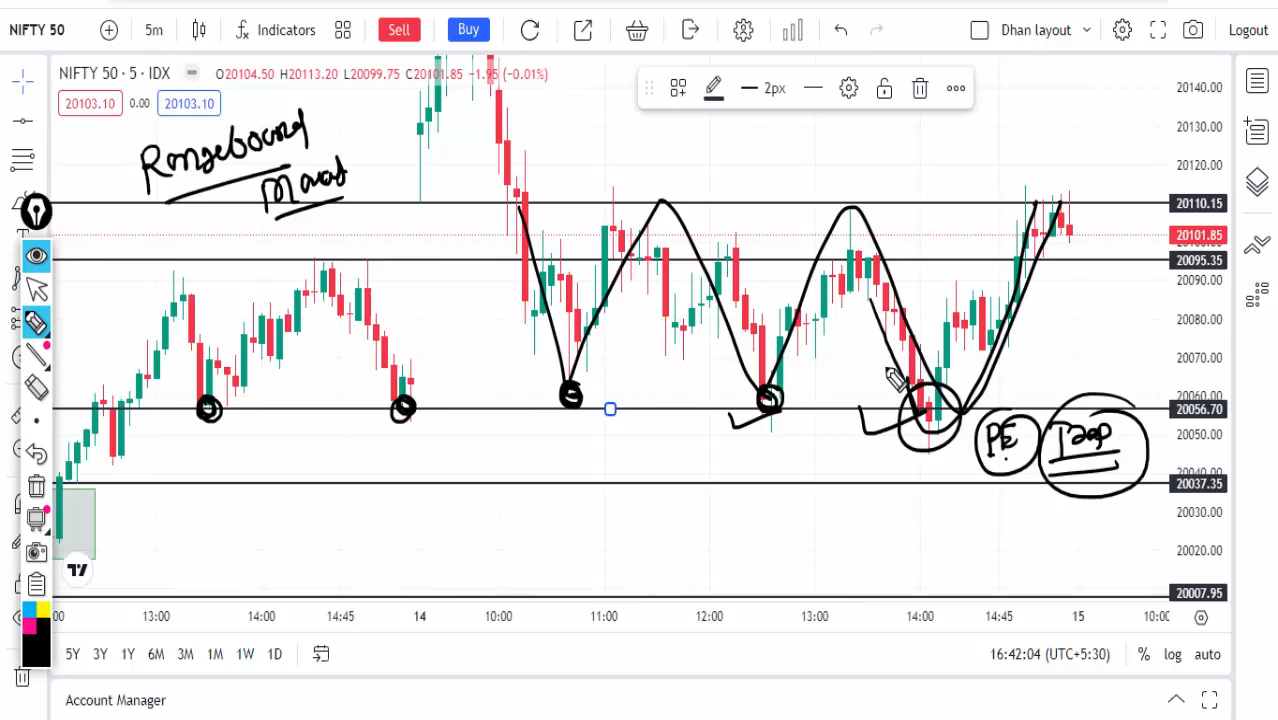 NIFTY 50
5m
Indicators
Sell
Buy
Dhan layout
Logout
NIFTY 50 · 5 · IDX
O20104.50 H20113.20 L20099.75 C20101.85 -1.95 (-0.01%)
20103.10
0.00
20103.10
2px
Rangebound
Mood
20140.00
20130.00
20120.00
20110.15
20101.85
20095.35
20090.00
20080.00
20070.00
20060.00
20056.70
20050.00
PE
Trap
20040.00
20037.35
20030.00
20020.00
20007.95
:00
13:00
14:00
14:45
14
10:00
11:00
12:00
13:00
14:00
14:45
15
10:00
5Y
3Y
1Y
6M
3M
1M
1W
1D
16:42:04 (UTC+5:30)
%
log
auto
Account Manager